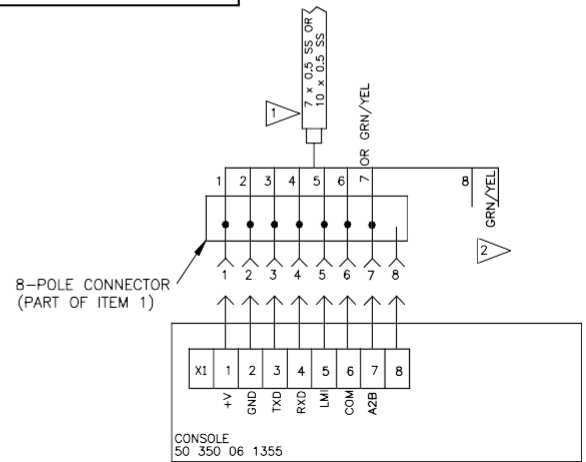 7 x 0.5 SS OR
10 x 0.5 SS
1
OR GRN/YEL
1 2 3 4 5 6 7 8
GRN/YEL
2
8-POLE CONNECTOR
(PART OF ITEM 1)
1 2 3 4 5 6 7 8
X1 1 2 3 4 5 6 7 8
+V GND TXD RXD LMI COM A2B
CONSOLE
50 350 06 1355